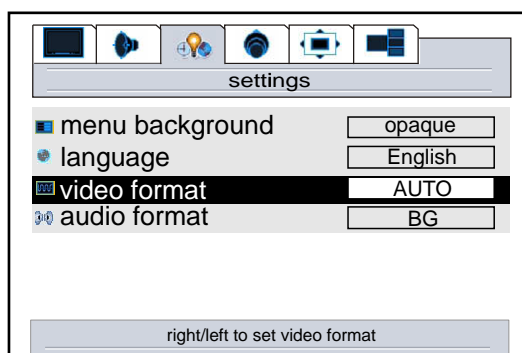 settings
menu background opaque
language English
video format AUTO
audio format BG
right/left to set video format